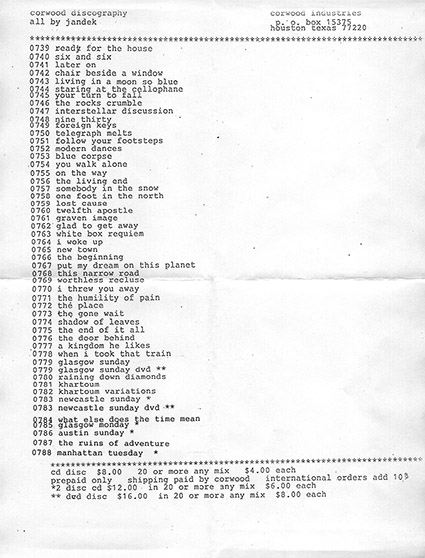 corwood discography corwood industries
all by jandek p. o. box 15375
houston texas 77220
************************************************************
0739 ready for the house
0740 six and six
0741 later on
0742 chair beside a window
0743 living in a moon so blue
0744 staring at the cellophane
0745 your turn to fall
0746 the rocks crumble
0747 interstellar discussion
0748 nine thirty
0749 foreign keys
0750 telegraph melts
0751 follow your footsteps
0752 modern dances
0753 blue corpse
0754 you walk alone
0755 on the way
0756 the living end
0757 somebody in the snow
0758 one foot in the north
0759 lost cause
0760 twelfth apostle
0761 graven image
0762 glad to get away
0763 white box requiem
0764 i woke up
0765 new town
0766 the beginning
0767 put my dream on this planet
0768 this narrow road
0769 worthless recluse
0770 i threw you away
0771 the humility of pain
0772 the place
0773 the gone wait
0774 shadow of leaves
0775 the end of it all
0776 the door behind
0777 a kingdom he likes
0778 when i took that train
0779 glasgow sunday
0779 glasgow sunday dvd **
0780 raining down diamonds
0781 khartoum
0782 khartoum variations
0783 newcastle sunday *
0783 newcastle sunday dvd **
0784 what else does the time mean
0785 glasgow monday *
0786 austin sunday *
0787 the ruins of adventure
0788 manhattan tuesday *
************************************************************
cd disc $8.00 20 or more any mix $4.00 each
prepaid only shipping paid by corwood international orders add 10%
*2 disc cd $12.00 in 20 or more any mix $6.00 each
** dvd disc $16.00 in 20 or more any mix $8.00 each